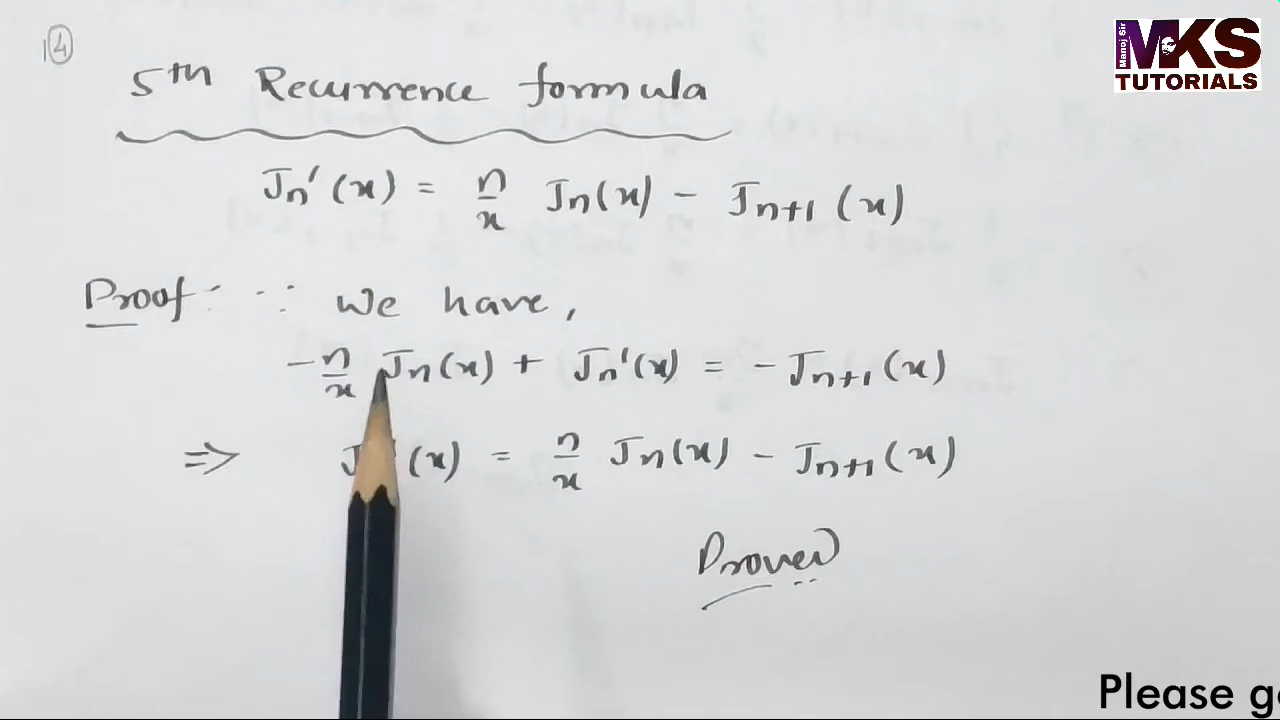 14
Manoj Sir
MKS
TUTORIALS
5th Recurrence formula
Jn'(x) = n/x Jn(x) - Jn+1(x)
Proof: ∵ We have,
-n/x Jn(x) + Jn'(x) = -Jn+1(x)
⇒ J (x) = n/x Jn(x) - Jn+1(x)
Proved
Please g